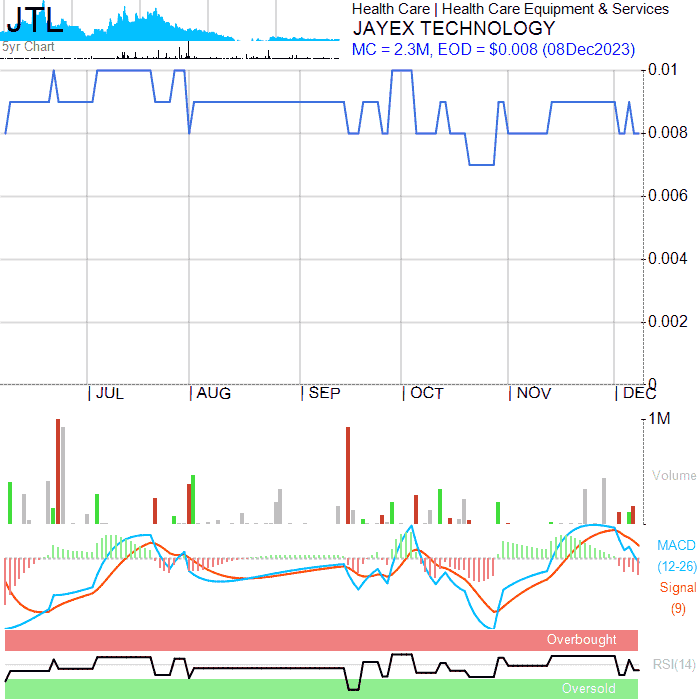 JTL
5yr Chart
Health Care | Health Care Equipment & Services
JAYEX TECHNOLOGY
MC = 2.3M, EOD = $0.008 (08Dec2023)
0.01
0.008
0.006
0.004
0.002
0
JUL AUG SEP OCT NOV DEC
1M
Volume
MACD
(12-26)
Signal
(9)
Overbought
RSI(14)
Oversold